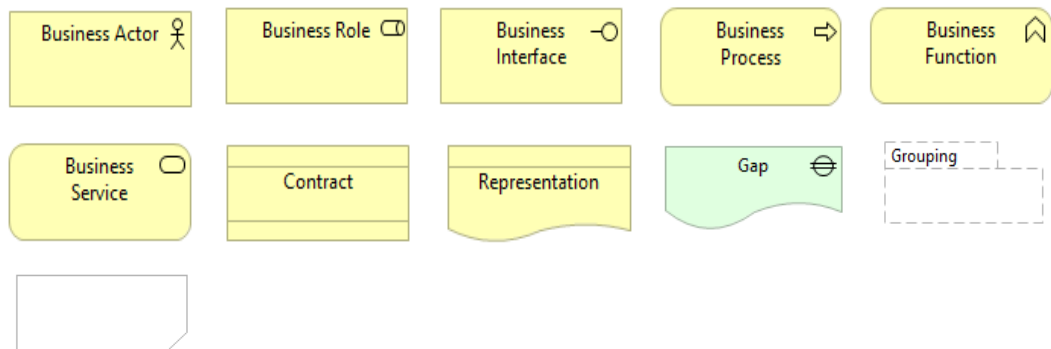 Business Actor
Business Role
Business
Interface
Business
Process
Business
Function
Business
Service
Contract
Representation
Gap
Grouping